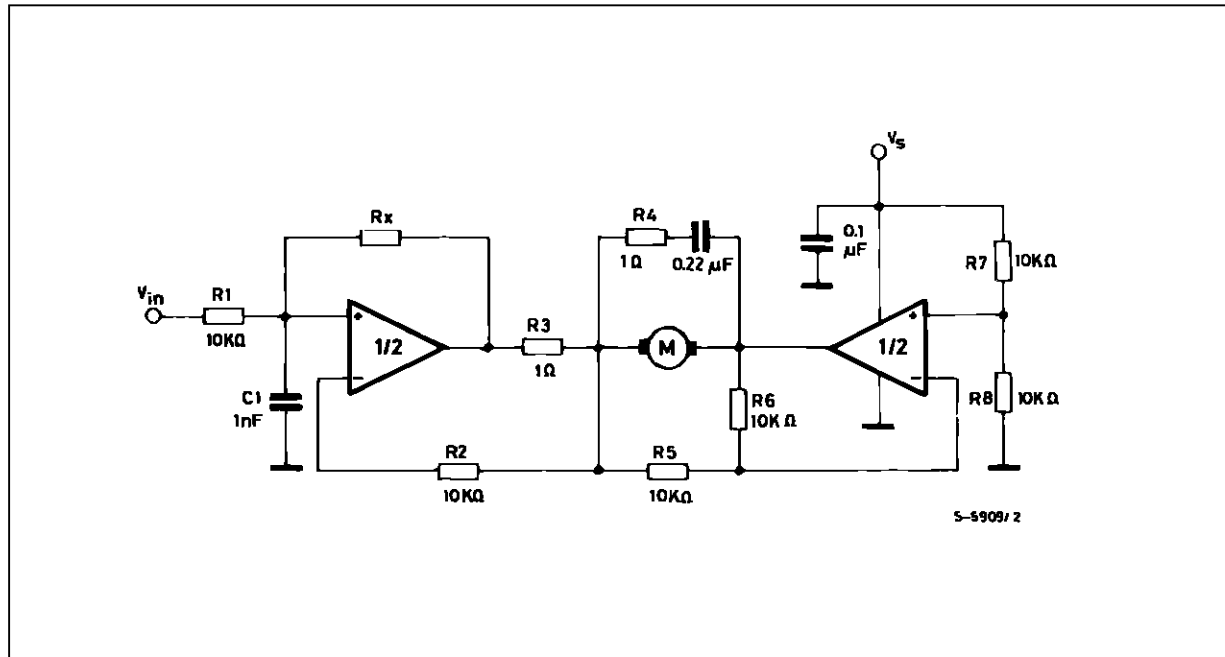 Vs
Rx
R4
1Ω
0.22 µF
0.1
µF
R7
10KΩ
Vin
R1
10KΩ
+
1/2
−
R3
1Ω
M
1/2
+
−
C1
1nF
R6
10KΩ
R8
10KΩ
R2
10KΩ
R5
10KΩ
S-5909/2